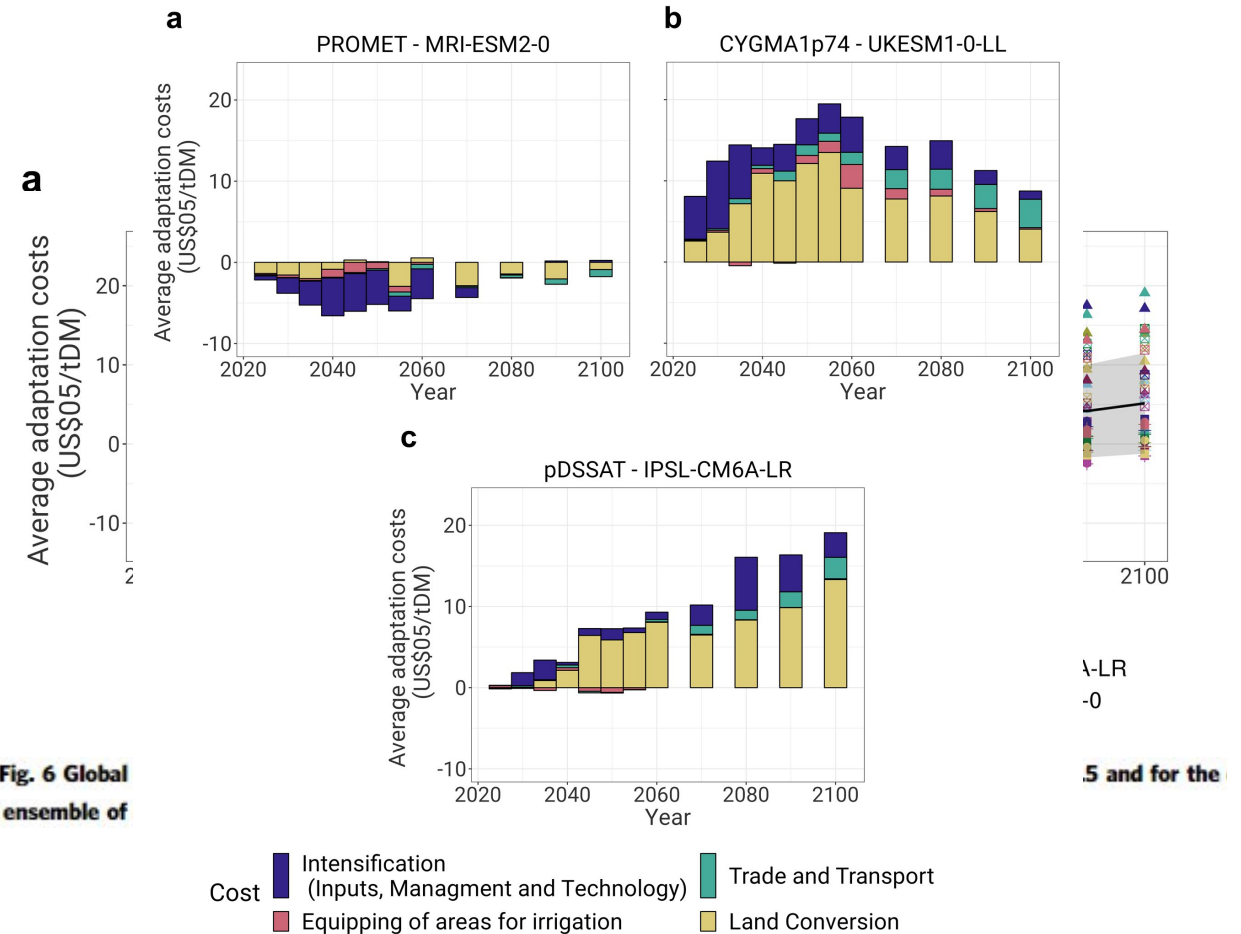 a
b
PROMET - MRI-ESM2-0
CYGMA1p74 - UKESM1-0-LL
Average adaptation costs
(US$05/tDM)
20
10
0
-10
2020 2040 2060 2080 2100
Year
2020 2040 2060 2080 2100
Year
a
Average adaptation costs
(US$05/tDM)
20
10
0
-10
2100
c
pDSSAT - IPSL-CM6A-LR
Average adaptation costs
(US$05/tDM)
20
10
0
-10
2020 2040 2060 2080 2100
Year
-LR
-0
Fig. 6 Global
.5 and for the
ensemble of
Cost
Intensification
(Inputs, Managment and Technology)
Equipping of areas for irrigation
Trade and Transport
Land Conversion